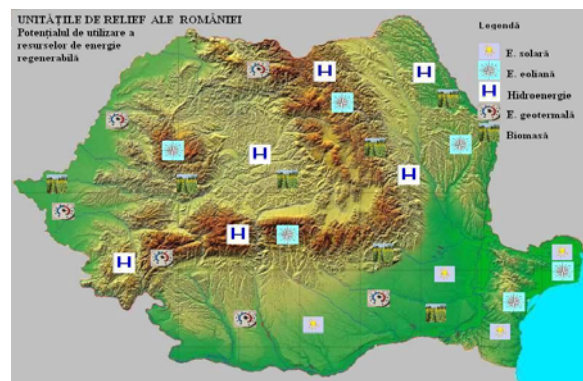 UNITĂȚILE DE RELIEF ALE ROMÂNIEI
Potențialul de utilizare a
resurselor de energie
regenerabilă
Legendă
E. solară
E. eoliană
H Hidroenergie
E. geotermală
Biomasă
H
H
H
H
H
H